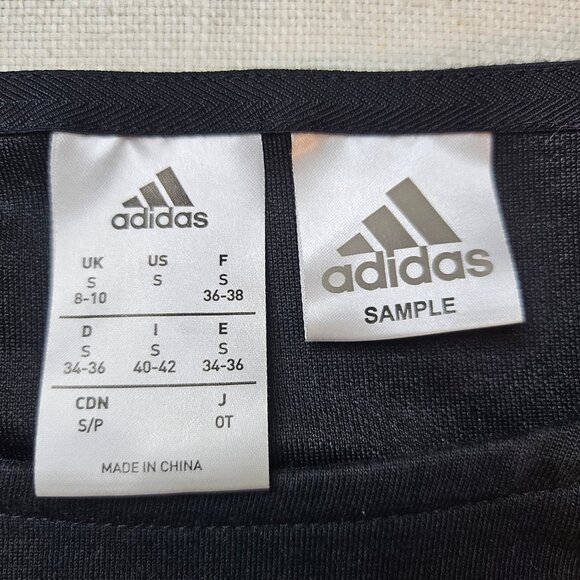 adidas
UK US F
S S S
8-10 36-38
D I E
S S S
34-36 40-42 34-36
CDN J
S/P OT
MADE IN CHINA
adidas
SAMPLE